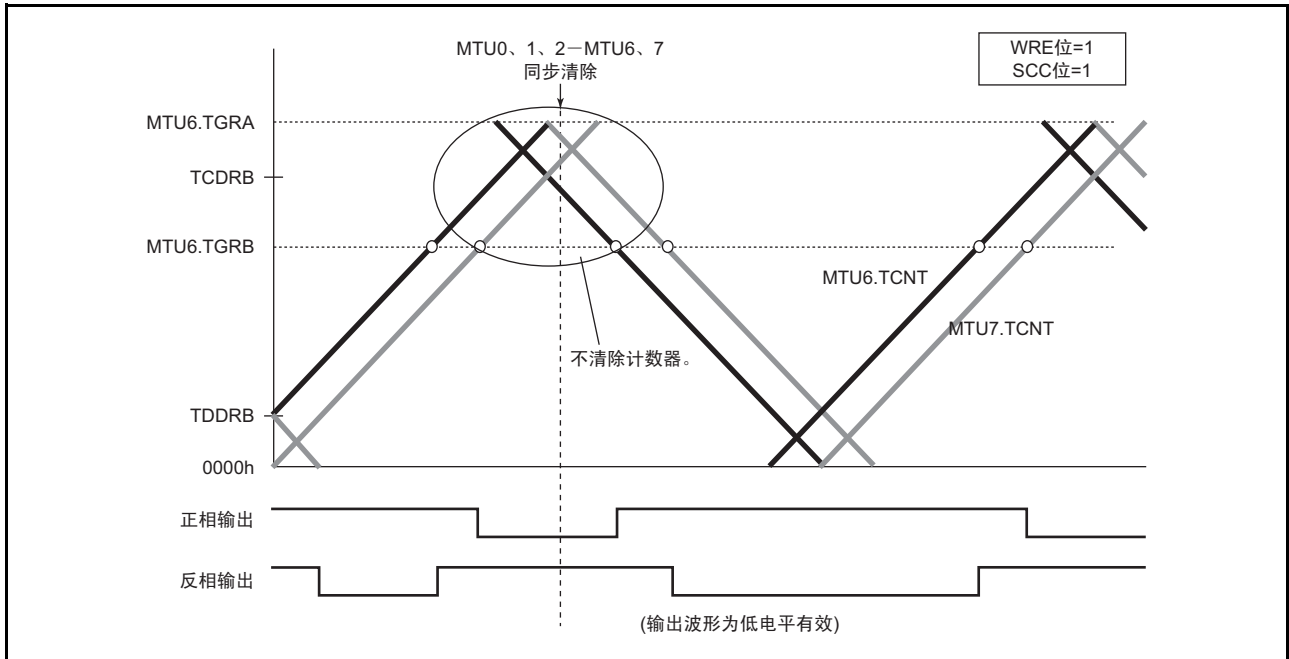 MTU0、1、2－MTU6、7
同步清除
WRE位=1
SCC位=1
MTU6.TGRA
TCDRB
MTU6.TGRB
MTU6.TCNT
MTU7.TCNT
不清除计数器。
TDDRB
0000h
正相输出
反相输出
(输出波形为低电平有效)